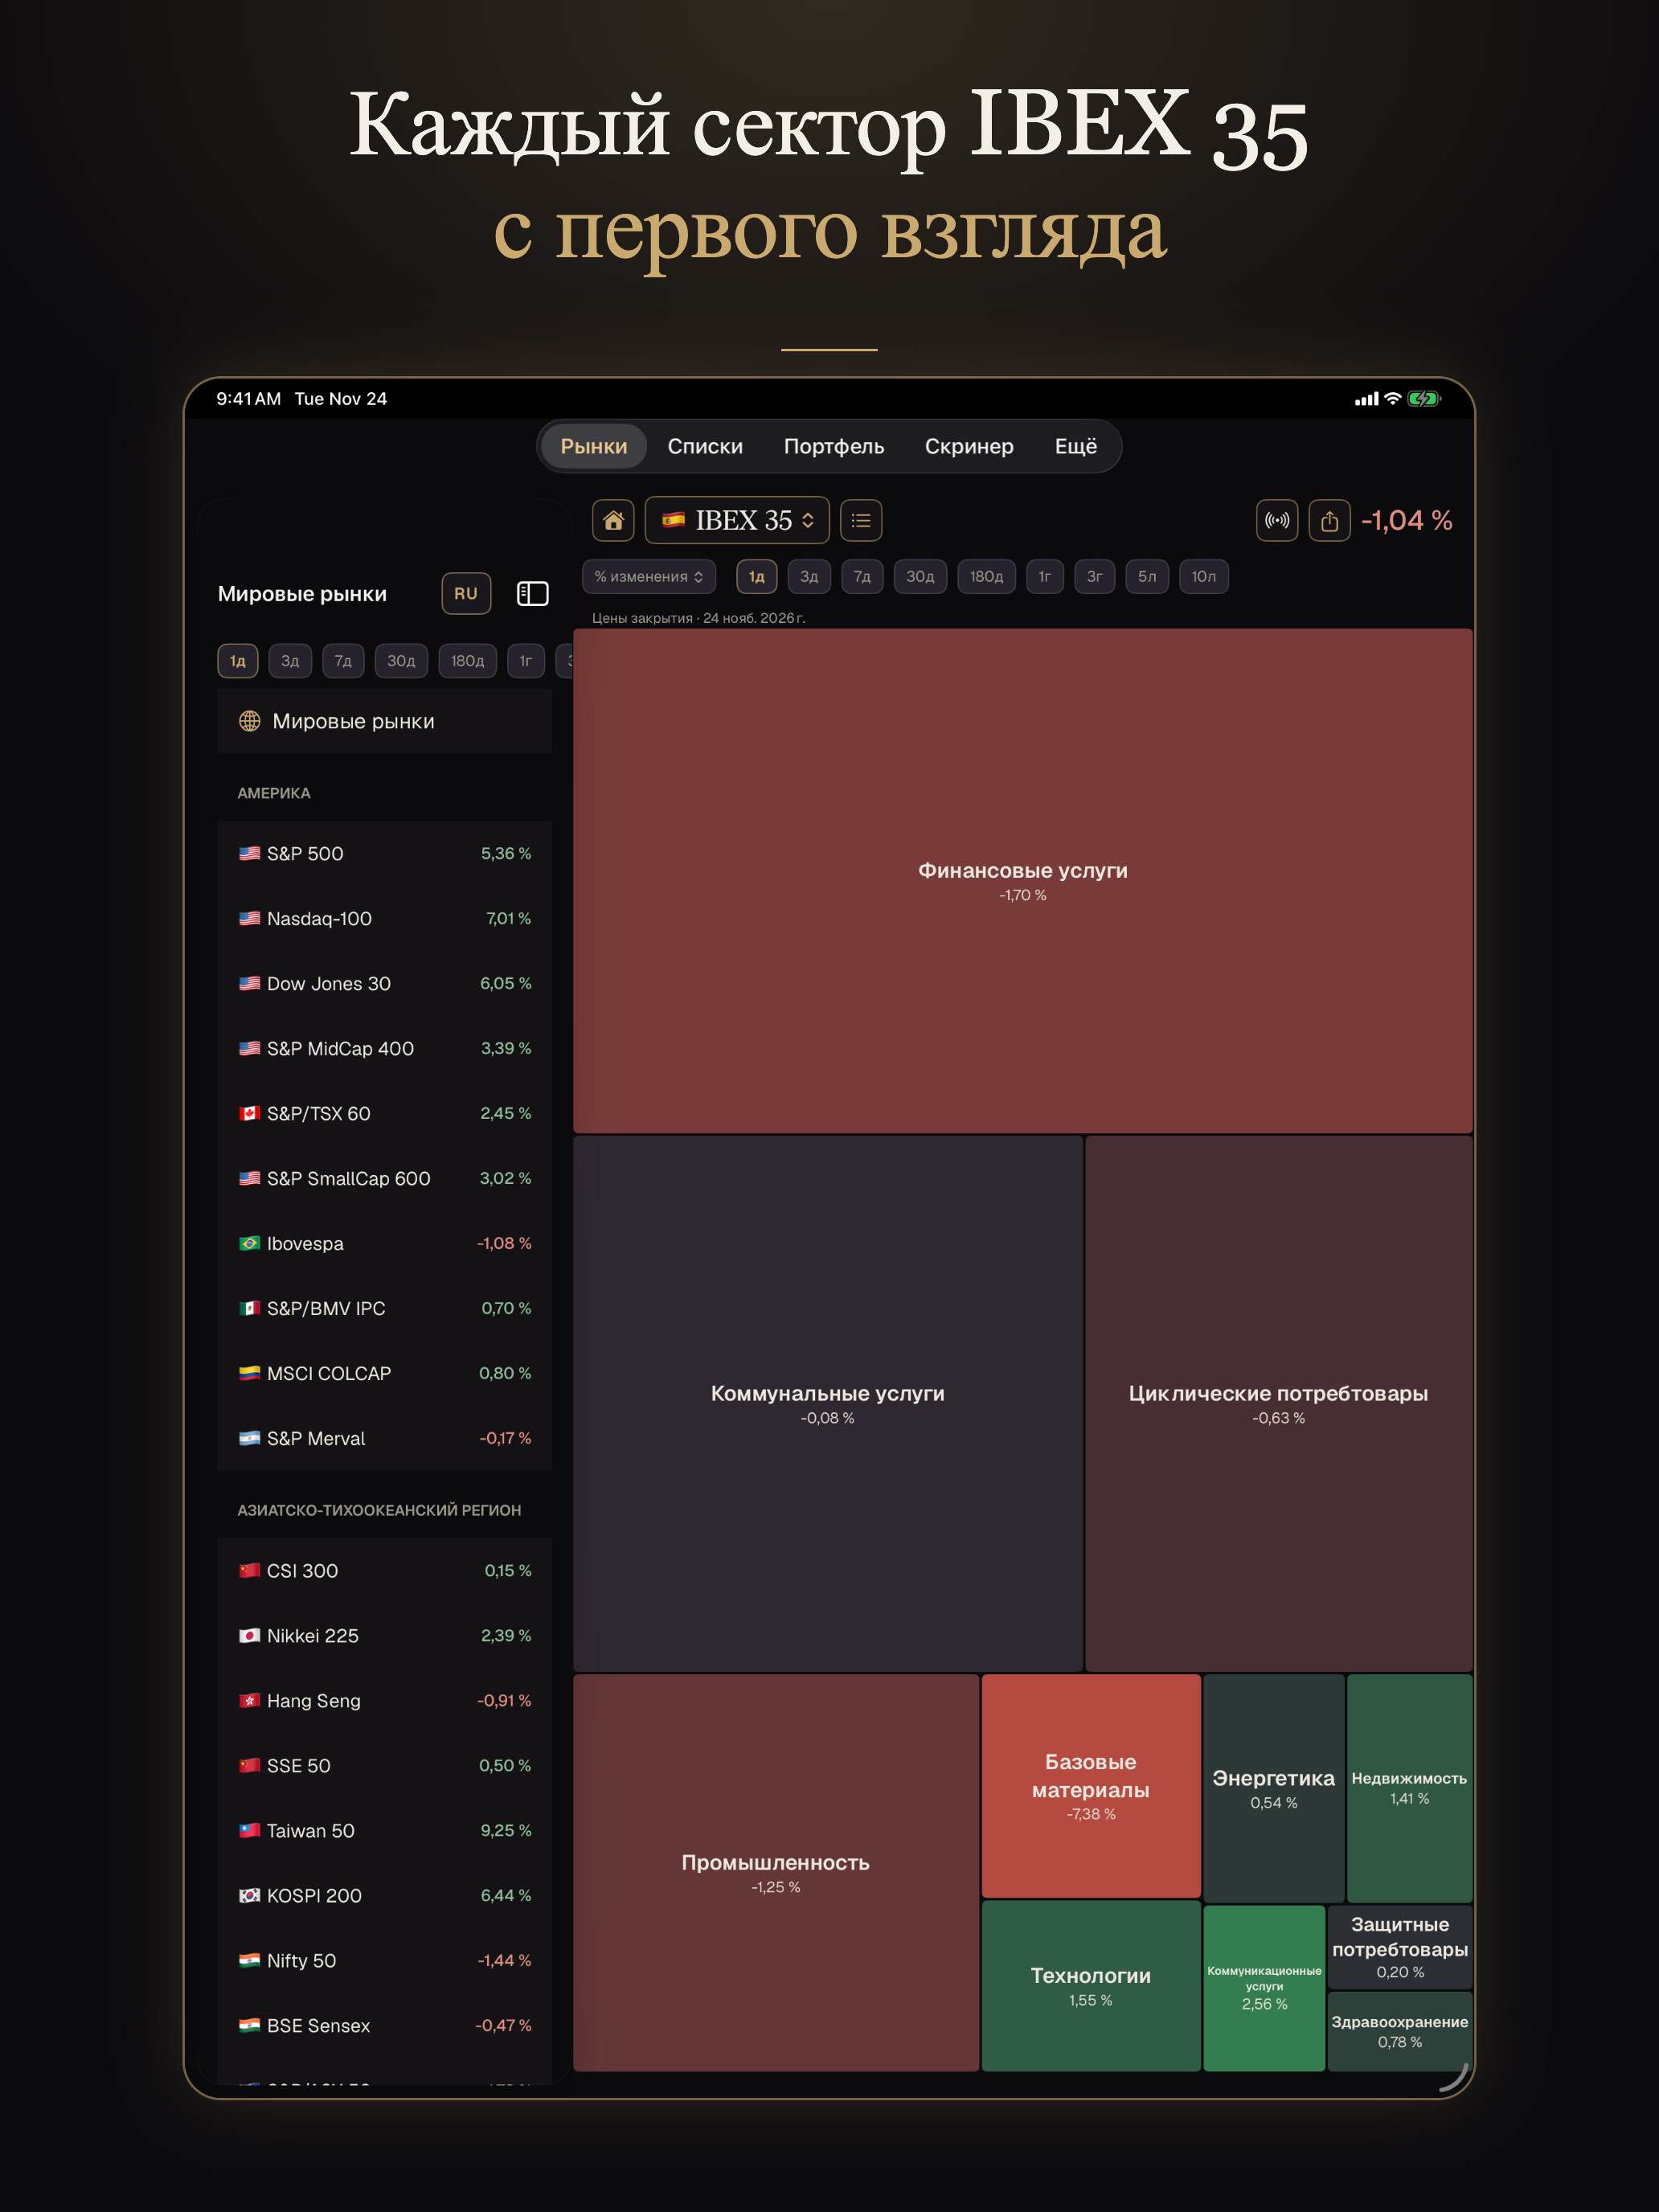 Каждый сектор IBEX 35
с первого взгляда
9:41 AM Tue Nov 24
Рынки Списки Портфель Скринер Ещё
IBEX 35
-1,04 %
% изменения 1д 3д 7д 30д 180д 1г 3г 5л 10л
Цены закрытия · 24 нояб. 2026 г.
Мировые рынки RU
1д 3д 7д 30д 180д 1г
Мировые рынки
АМЕРИКА
S&P 500 5,36 %
Nasdaq-100 7,01 %
Dow Jones 30 6,05 %
S&P MidCap 400 3,39 %
S&P/TSX 60 2,45 %
S&P SmallCap 600 3,02 %
Ibovespa -1,08 %
S&P/BMV IPC 0,70 %
MSCI COLCAP 0,80 %
S&P Merval -0,17 %
АЗИАТСКО-ТИХООКЕАНСКИЙ РЕГИОН
CSI 300 0,15 %
Nikkei 225 2,39 %
Hang Seng -0,91 %
SSE 50 0,50 %
Taiwan 50 9,25 %
KOSPI 200 6,44 %
Nifty 50 -1,44 %
BSE Sensex -0,47 %
Финансовые услуги
-1,70 %
Коммунальные услуги
-0,08 %
Циклические потребтовары
-0,63 %
Промышленность
-1,25 %
Базовые
материалы
-7,38 %
Энергетика
0,54 %
Недвижимость
1,41 %
Технологии
1,55 %
Коммуникационные
услуги
2,56 %
Защитные
потребтовары
0,20 %
Здравоохранение
0,78 %